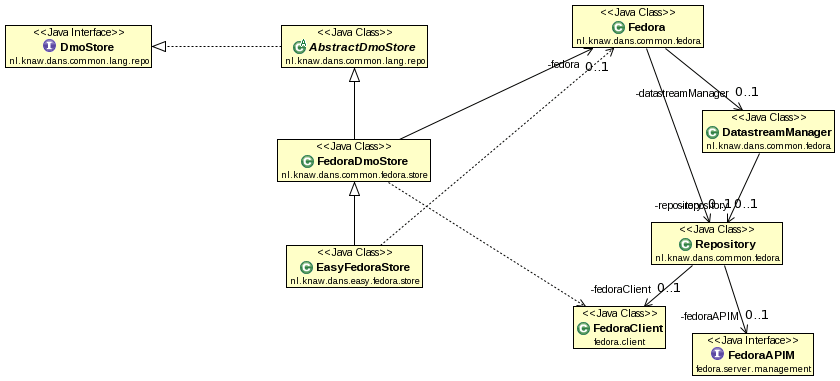 <<Java Interface>>
DmoStore
nl.knaw.dans.common.lang.repo
<<Java Class>>
AbstractDmoStore
nl.knaw.dans.common.lang.repo
<<Java Class>>
Fedora
nl.knaw.dans.common.fedora
-fedora
0..1
-datastreamManager
0..1
<<Java Class>>
DatastreamManager
nl.knaw.dans.common.fedora
<<Java Class>>
FedoraDmoStore
nl.knaw.dans.common.fedora.store
-repository
0..1
-repository
0..1
<<Java Class>>
Repository
nl.knaw.dans.common.fedora
<<Java Class>>
EasyFedoraStore
nl.knaw.dans.easy.fedora.store
-fedoraClient
0..1
<<Java Class>>
FedoraClient
fedora.client
-fedoraAPIM
0..1
<<Java Interface>>
FedoraAPIM
fedora.server.management